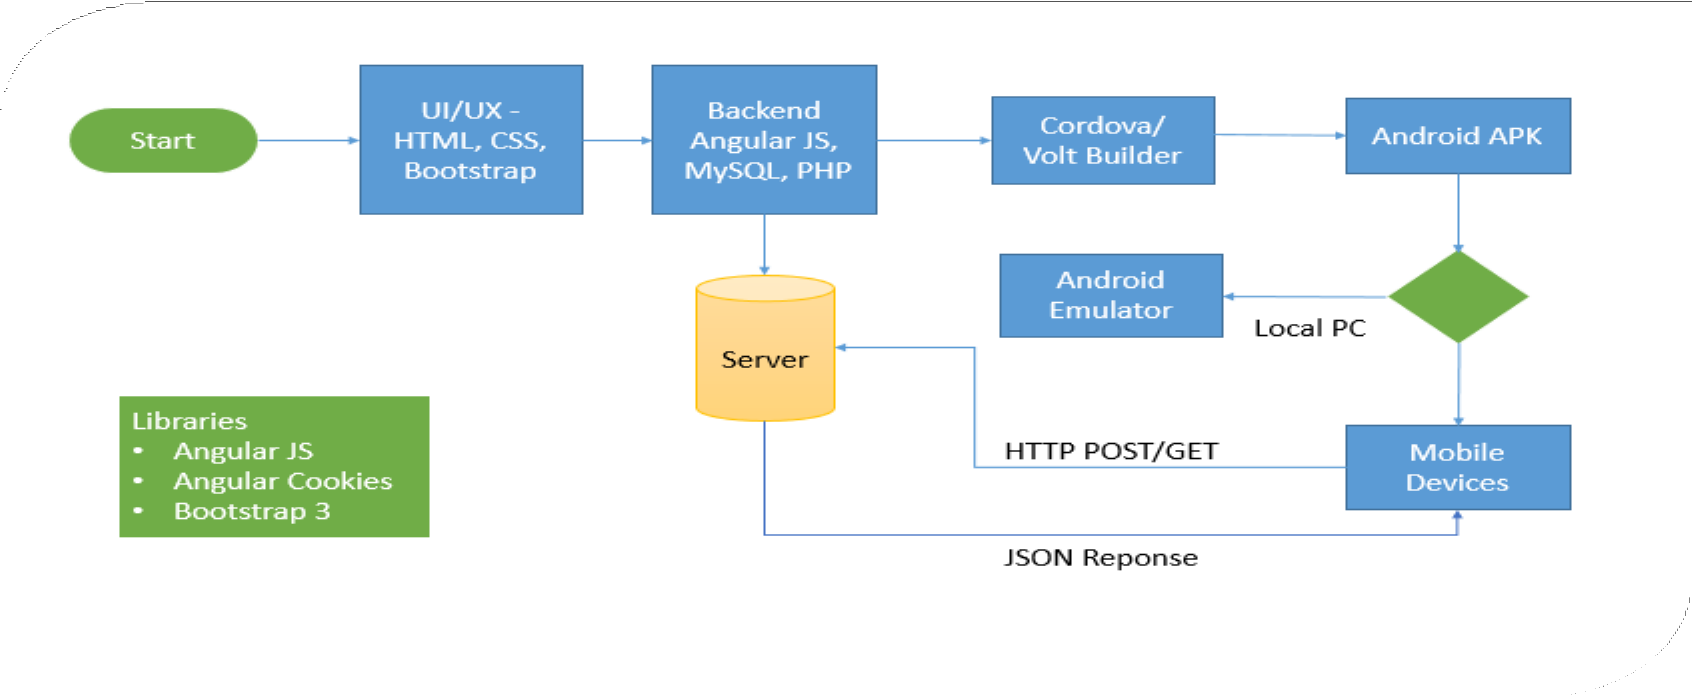 Start
UI/UX -
HTML, CSS,
Bootstrap
Backend
Angular JS,
MySQL, PHP
Cordova/
Volt Builder
Android APK
Android
Emulator
Local PC
Server
Libraries
• Angular JS
• Angular Cookies
• Bootstrap 3
HTTP POST/GET
Mobile
Devices
JSON Reponse